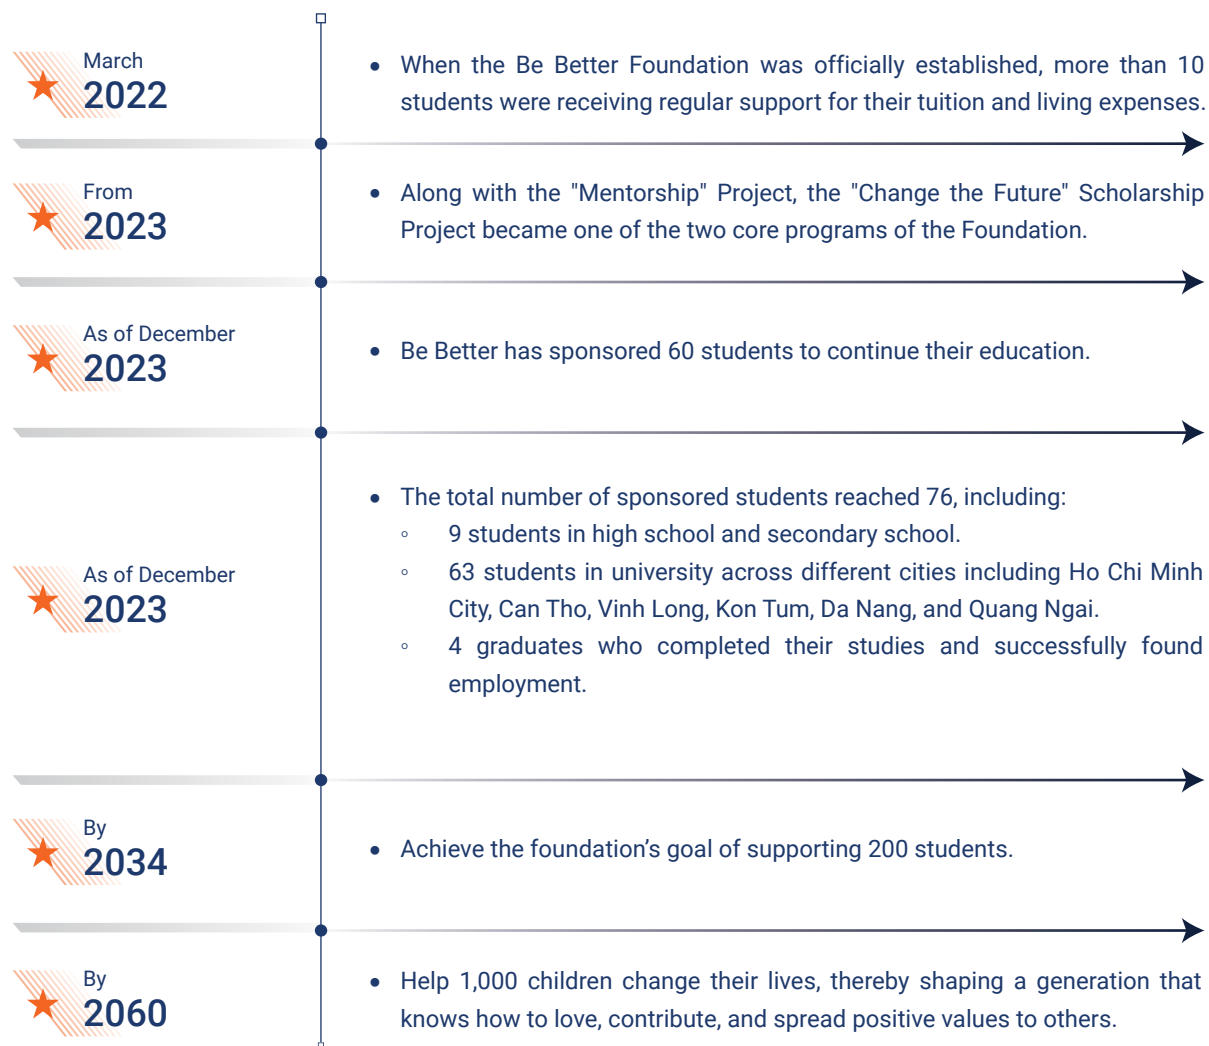 March
2022
• When the Be Better Foundation was officially established, more than 10
students were receiving regular support for their tuition and living expenses.
From
2023
• Along with the "Mentorship" Project, the "Change the Future" Scholarship
Project became one of the two core programs of the Foundation.
As of December
2023
• Be Better has sponsored 60 students to continue their education.
As of December
2023
• The total number of sponsored students reached 76, including:
◦ 9 students in high school and secondary school.
◦ 63 students in university across different cities including Ho Chi Minh
City, Can Tho, Vinh Long, Kon Tum, Da Nang, and Quang Ngai.
◦ 4 graduates who completed their studies and successfully found
employment.
By
2034
• Achieve the foundation’s goal of supporting 200 students.
By
2060
• Help 1,000 children change their lives, thereby shaping a generation that
knows how to love, contribute, and spread positive values to others.